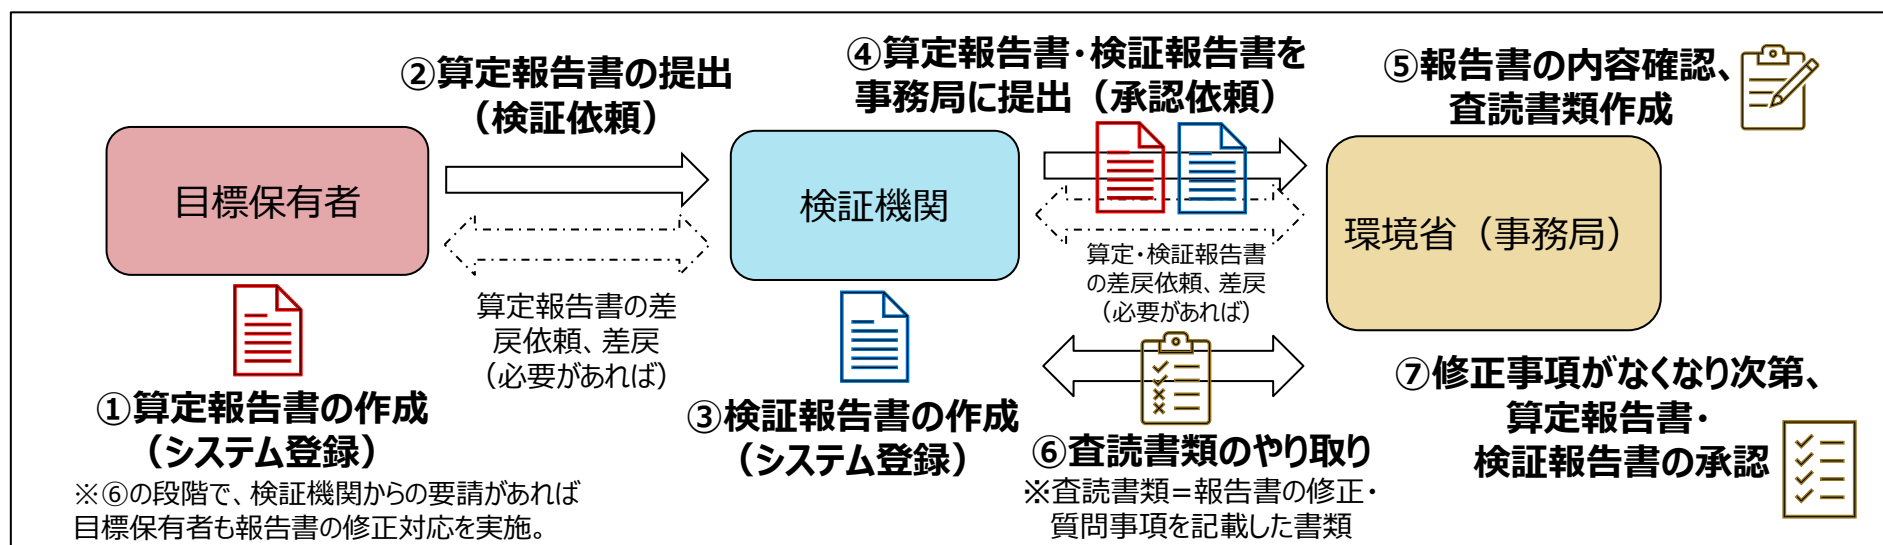 ②算定報告書の提出
（検証依頼）
④算定報告書・検証報告書を
事務局に提出（承認依頼）
⑤報告書の内容確認、
査読書類作成
目標保有者
検証機関
環境省（事務局）
算定報告書の差
戻依頼、差戻
（必要があれば）
算定・検証報告書
の差戻依頼、差戻
（必要があれば）
①算定報告書の作成
（システム登録）
※⑥の段階で、検証機関からの要請があれば
目標保有者も報告書の修正対応を実施。
③検証報告書の作成
（システム登録）
⑥査読書類のやり取り
※査読書類＝報告書の修正・
質問事項を記載した書類
⑦修正事項がなくなり次第、
算定報告書・
検証報告書の承認